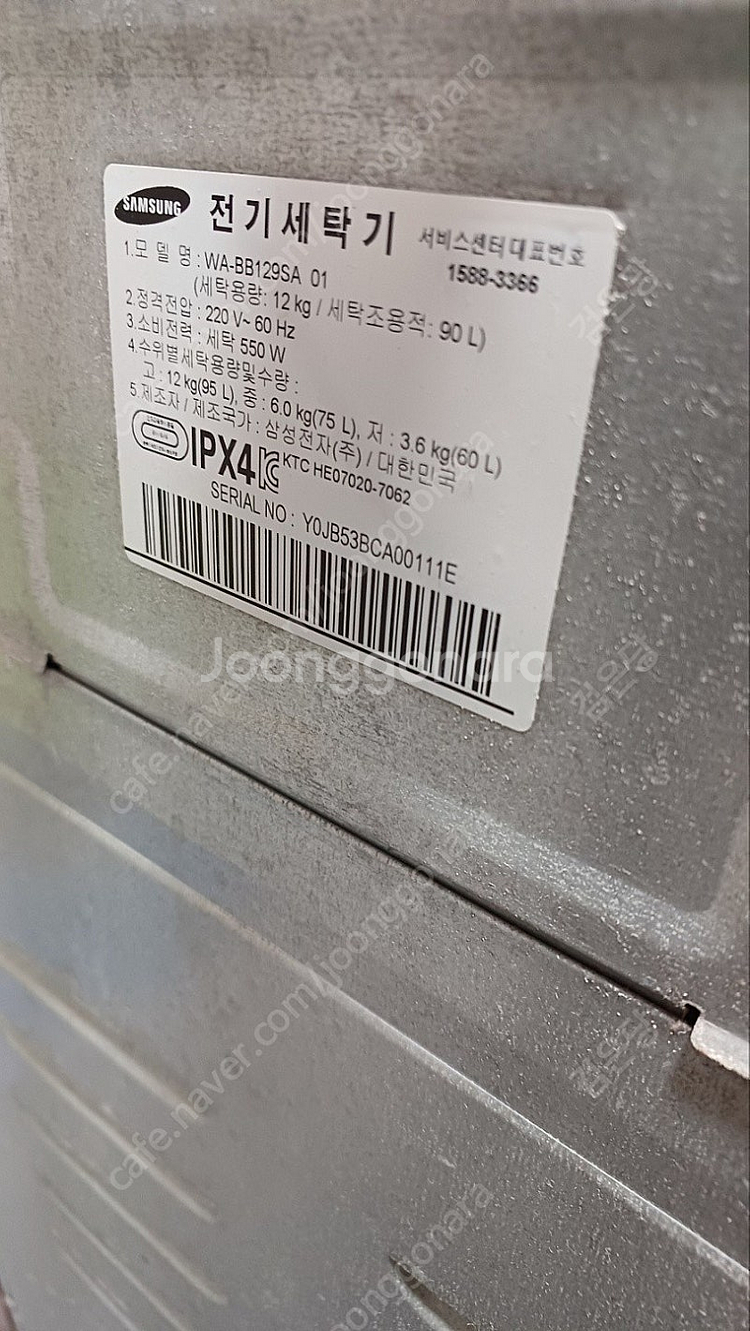 SAMSUNG 전기세탁기 서비스센터대표번호
1588-3366
1.모 델 명 : WA-BB129SA 01
(세탁용량: 12 kg / 세탁조용적: 90 L)
2.정격전압 : 220 V~ 60 Hz
3.소비전력 : 세탁 550 W
4.수위별세탁용량및수량 :
고 : 12 kg(95 L), 중 : 6.0 kg(75 L), 저 : 3.6 kg(60 L)
5.제조자 / 제조국가 : 삼성전자(주) / 대한민국
IPX4 KTC HE07020-7062
SERIAL NO : Y0JB53BCA00111E
Joonggonara
cafe.naver.com/joonggonara